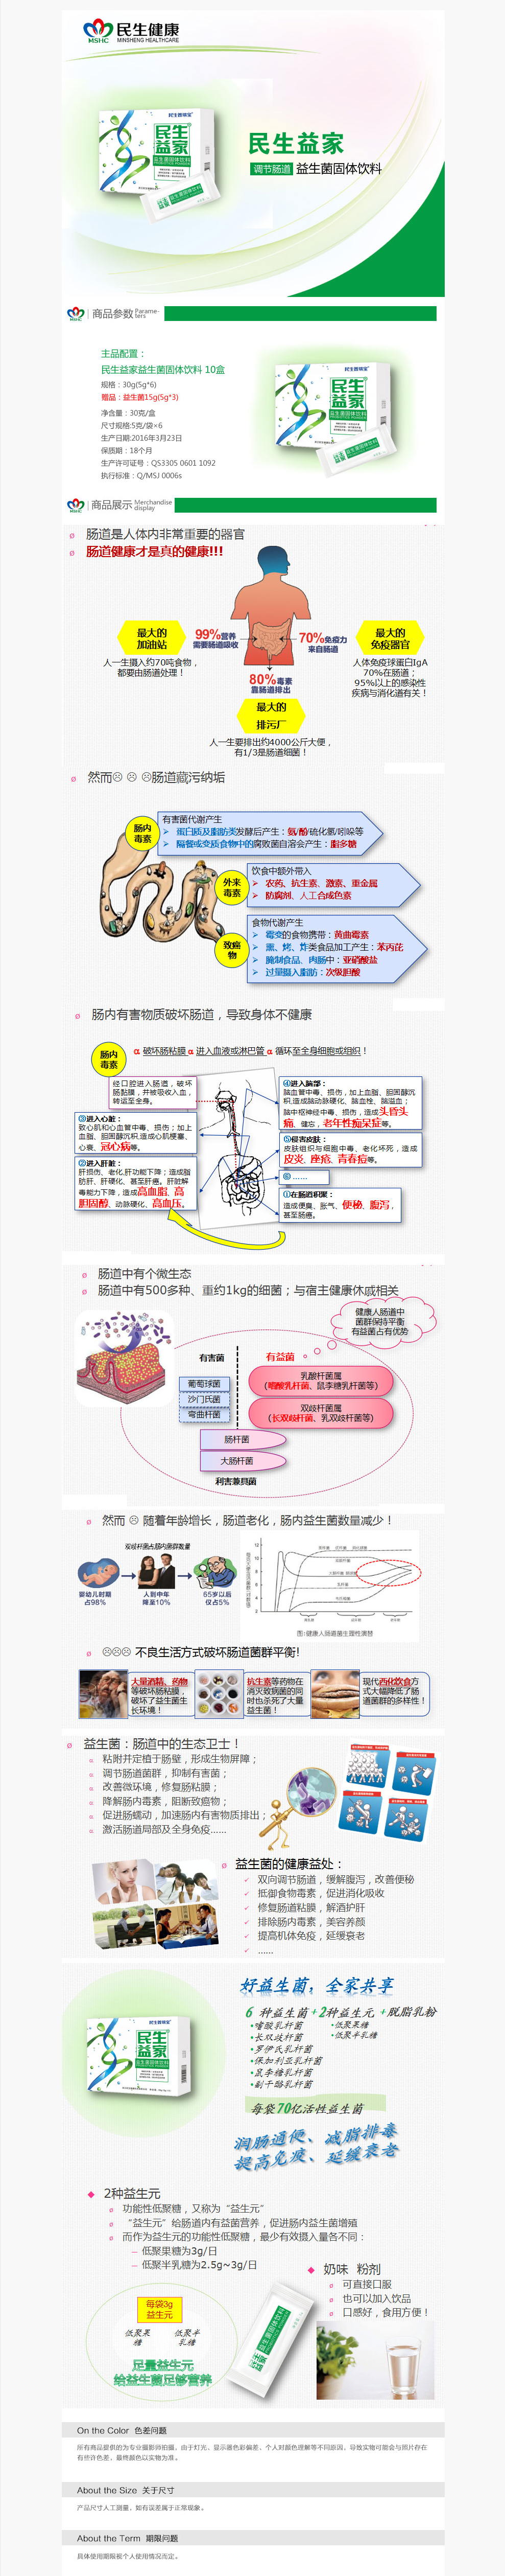 民生健康
MSHC
MINSHENG HEALTHCARE
民生普瑞宝
民生
益家
益生菌固体饮料
民生益家
调节肠道 益生菌固体饮料
MSHC
商品参数 Parame-
ters
主品配置：
民生益家益生菌固体饮料 10盒
规格：30g(5g*6)
赠品：益生菌15g(5g*3)
净含量：30克/盒
尺寸规格:5克/袋×6
生产日期:2016年3月23日
保质期：18个月
生产许可证号：QS3305 0601 1092
执行标准：Q/MSJ 0006s
民生
益家
益生菌固体饮料
MSHC
商品展示 Merchandise
display
肠道是人体内非常重要的器官
肠道健康才是真的健康!!!
最大的
加油站
99%营养
需要肠道吸收
70%免疫力
来自肠道
最大的
免疫器官
人一生摄入约70吨食物，
都要由肠道处理！
人体免疫球蛋白IgA
70%在肠道；
95%以上的感染性
疾病与消化道有关！
80%毒素
靠肠道排出
最大的
排污厂
人一生要排出约4000公斤大便，
有1/3是肠道细菌！
然而☹ ☹ ☹肠道藏污纳垢
肠内
毒素
有害菌代谢产生
蛋白质及脂肪类发酵后产生：氨/酚/硫化氢/吲哚等
隔餐或变质食物中的腐败菌自溶会产生：脂多糖
外来
毒素
饮食中额外带入
农药、抗生素、激素、重金属
防腐剂、人工合成色素
致癌
物
食物代谢产生
霉变的食物携带：黄曲霉素
熏、烤、炸类食品加工产生：苯丙芘
腌制食品、肉肠中：亚硝酸盐
过量摄入脂肪：次级胆酸
肠内有害物质破坏肠道，导致身体不健康
肠内
毒素
α 破坏肠粘膜 α 进入血液或淋巴管 α 循环至全身细胞或组织！
经口腔进入肠道，破坏
肠黏膜，并被吸收入血，
转运至全身。
④进入脑部：
脑血管中毒、损伤，加上血脂、胆固醇沉
积,造成脑动脉硬化、脑血栓、脑溢血；
脑中枢神经中毒、损伤，造成头昏头
痛、健忘，老年性痴呆症等。
③进入心脏：
致心肌和心血管中毒、损伤；加上
血脂、胆固醇沉积,造成心肌梗塞、
心衰、冠心病等。
⑤侵害皮肤：
皮肤组织与细胞中毒、老化坏死，造成
皮炎、痤疮、青春痘等。
②进入肝脏：
肝损伤、老化,肝功能下降；造成脂
肪肝、肝硬化、甚至肝癌。肝脏解
毒能力下降，造成高血脂、高
胆固醇、动脉硬化、高血压。
⑥ ......
①在肠道积聚：
造成便臭、胀气、便秘、腹泻，
甚至肠癌。
肠道中有个微生态
肠道中有500多种、重约1kg的细菌；与宿主健康休戚相关
健康人肠道中
菌群保持平衡
有益菌占有优势
有害菌
有益菌
葡萄球菌
沙门氏菌
弯曲杆菌
乳酸杆菌属
(嗜酸乳杆菌、鼠李糖乳杆菌等)
双歧杆菌属
(长双歧杆菌、乳双歧杆菌等)
肠杆菌
大肠杆菌
利害兼具菌
然而 ☹ 随着年龄增长，肠道老化，肠内益生菌数量减少！
双歧杆菌占肠内菌群数量
婴幼儿时期
占98%
人到中年
降至10%
65岁以后
仅占5%
图:健康人肠道菌生理性演替
☹☹☹ 不良生活方式破坏肠道菌群平衡!
大量酒精、药物
等破坏肠粘膜，
破坏了益生菌生
长环境！
抗生素等药物在
消灭致病菌的同
时也杀死了大量
益生菌！
现代西化饮食方
式大幅降低了肠
道菌群的多样性！
益生菌：肠道中的生态卫士！
粘附并定植于肠壁，形成生物屏障；
调节肠道菌群，抑制有害菌；
改善微环境，修复肠粘膜；
降解肠内毒素，阻断致癌物；
促进肠蠕动，加速肠内有害物质排出；
激活肠道局部及全身免疫......
益生菌的健康益处：
双向调节肠道，缓解腹泻，改善便秘
抵御食物毒素，促进消化吸收
修复肠道粘膜，解酒护肝
排除肠内毒素，美容养颜
提高机体免疫，延缓衰老
......
好益生菌，全家共享
6 种益生菌+2种益生元+脱脂乳粉
•嗜酸乳杆菌
•低聚果糖
•长双歧杆菌
•低聚半乳糖
•罗伊氏乳杆菌
•保加利亚乳杆菌
•鼠李糖乳杆菌
•副干酪乳杆菌
每袋70亿活性益生菌
润肠通便、减脂排毒
提高免疫、延缓衰老
民生
益家
益生菌固体饮料
2种益生元
功能性低聚糖，又称为“益生元”
“益生元”给肠道内有益菌营养，促进肠内益生菌增殖
而作为益生元的功能性低聚糖，最少有效摄入量各不同：
— 低聚果糖为3g/日
— 低聚半乳糖为2.5g~3g/日
奶味 粉剂
可直接口服
也可以加入饮品
口感好，食用方便！
每袋3g
益生元
低聚果
糖
低聚半
乳糖
足量益生元
给益生菌足够营养
On the Color 色差问题
所有商品提供的为专业摄影师拍摄，由于灯光，显示器色彩偏差，个人对颜色理解等不同原因，导致实物可能会与照片存在
有些许色差，最终颜色以实物为准。
About the Size 关于尺寸
产品尺寸人工测量，如有误差属于正常现象。
About the Term 期限问题
具体使用期限视个人使用情况而定。